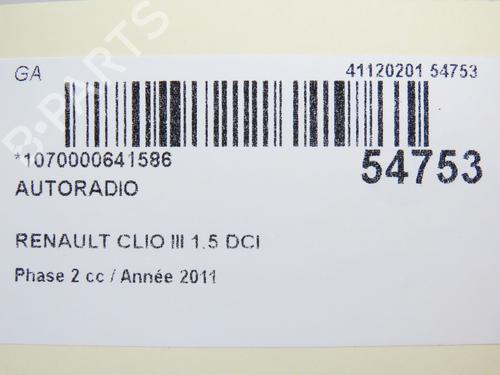 GA
41120201 54753
*1070000641586
54753
AUTORADIO
RENAULT CLIO III 1.5 DCI
Phase 2 cc / Année 2011
B-PARTS